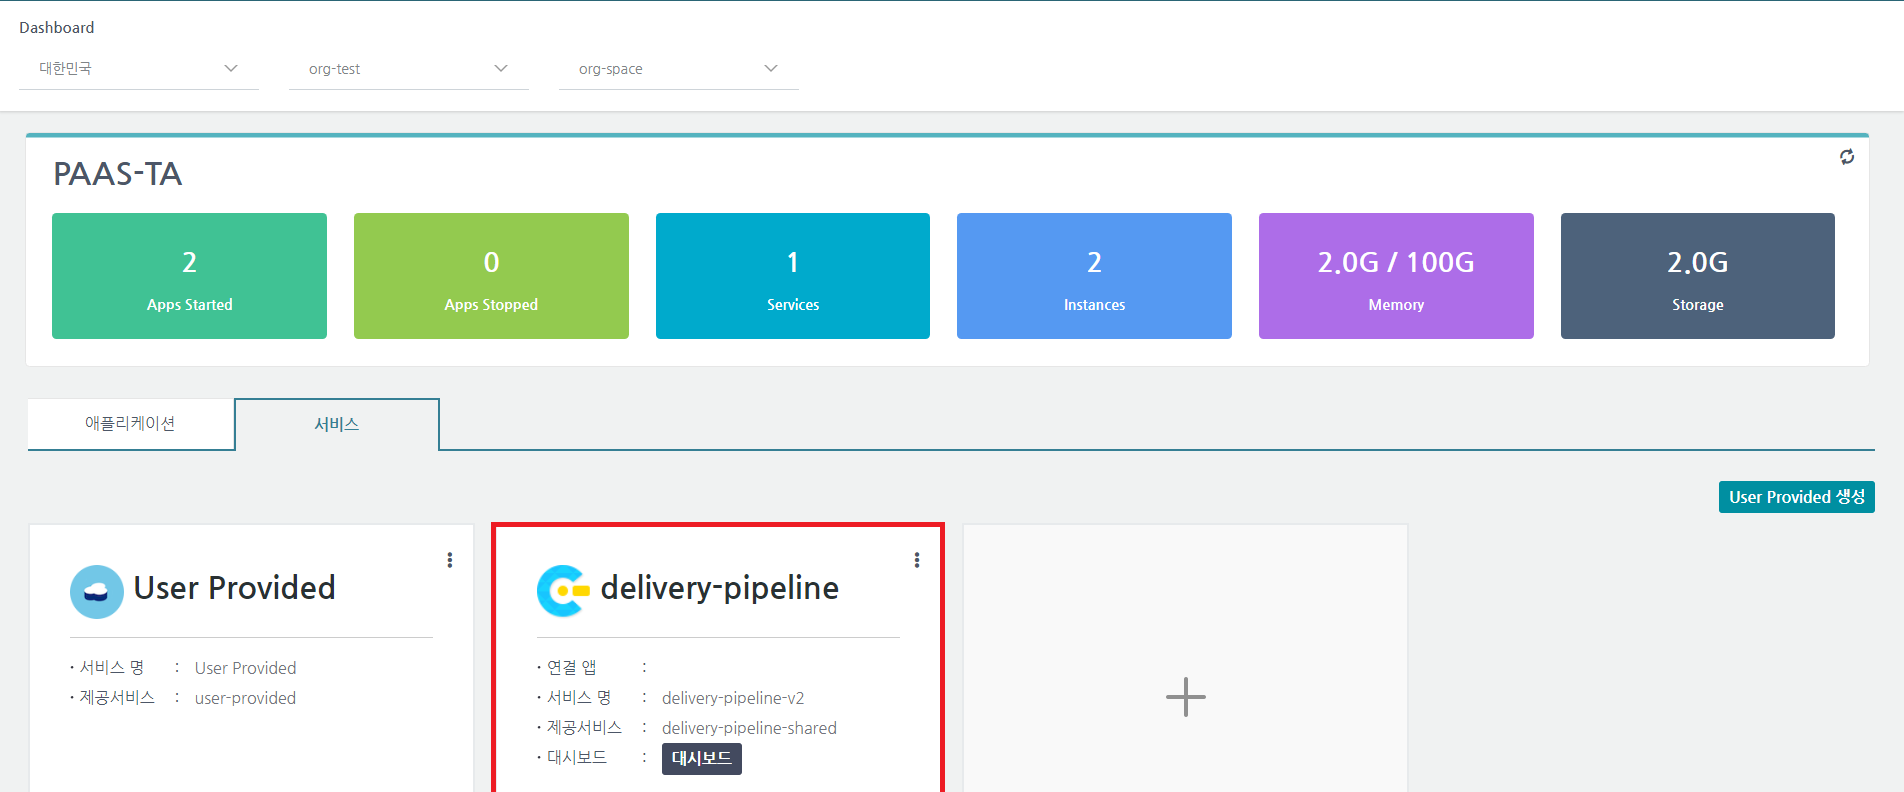 Dashboard
대한민국 org-test org-space
PAAS-TA
2 0 1 2 2.0G / 100G 2.0G
Apps Started Apps Stopped Services Instances Memory Storage
애플리케이션 서비스
User Provided 생성
User Provided
· 서비스 명 : User Provided
· 제공서비스 : user-provided
delivery-pipeline
· 연결 앱 :
· 서비스 명 : delivery-pipeline-v2
· 제공서비스 : delivery-pipeline-shared
· 대시보드 : 대시보드